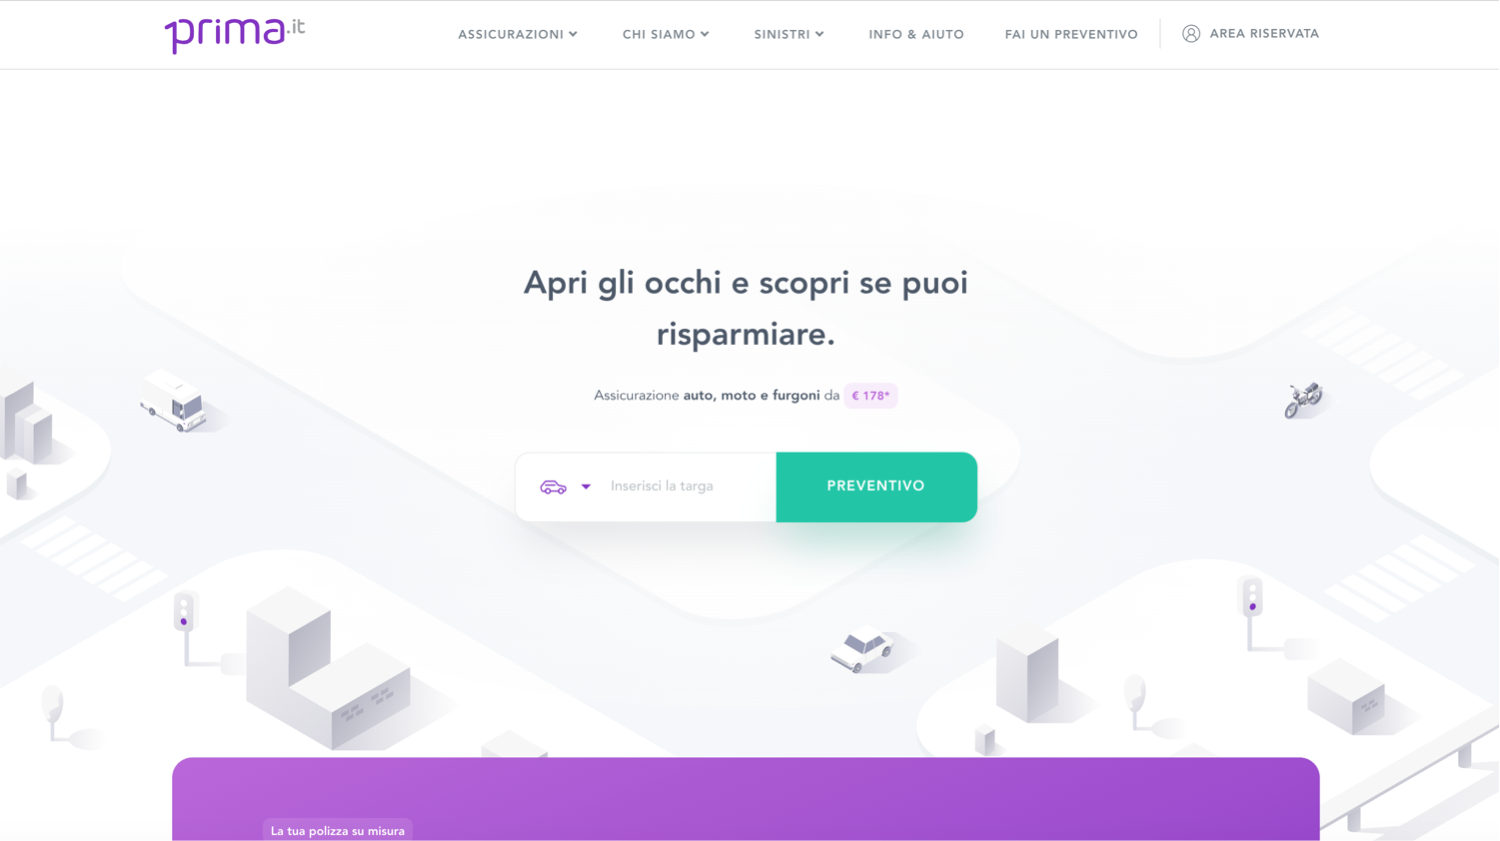 prima.it
ASSICURAZIONI
CHI SIAMO
SINISTRI
INFO & AIUTO
FAI UN PREVENTIVO
AREA RISERVATA
Apri gli occhi e scopri se puoi
risparmiare.
Assicurazione auto, moto e furgoni da € 178*
Inserisci la targa
PREVENTIVO
La tua polizza su misura